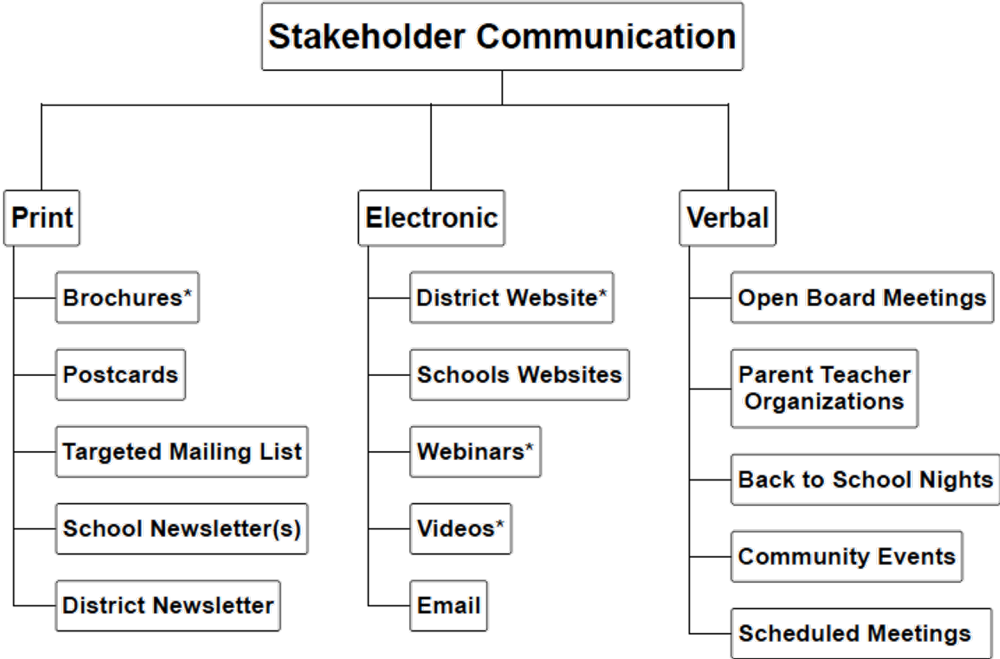 Stakeholder Communication
Print
Brochures*
Postcards
Targeted Mailing List
School Newsletter(s)
District Newsletter
Electronic
District Website*
Schools Websites
Webinars*
Videos*
Email
Verbal
Open Board Meetings
Parent Teacher
Organizations
Back to School Nights
Community Events
Scheduled Meetings